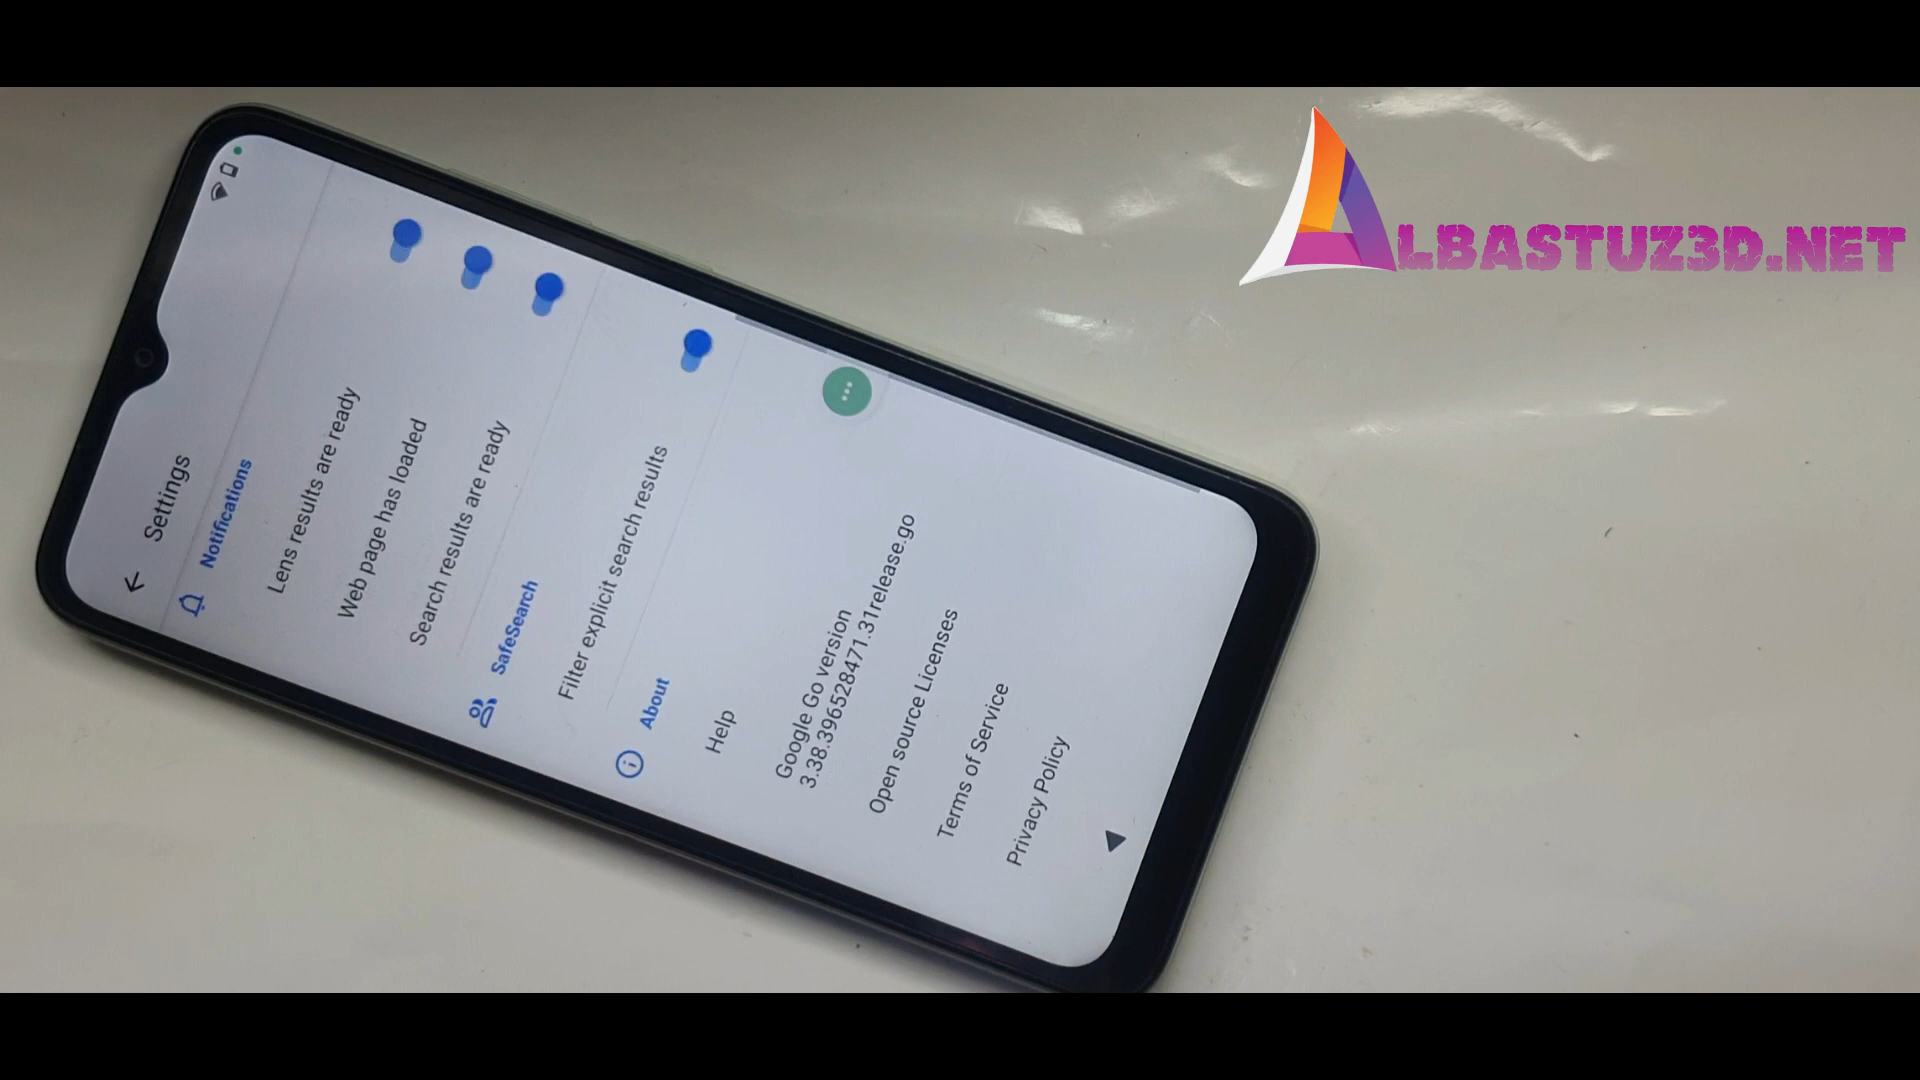 ALBASTUZ3D.NET
Settings
Notifications
Lens results are ready
Web page has loaded
Search results are ready
SafeSearch
Filter explicit search results
About
Help
Google Go version
3.38.396528471.31release.go
Open source Licenses
Terms of Service
Privacy Policy